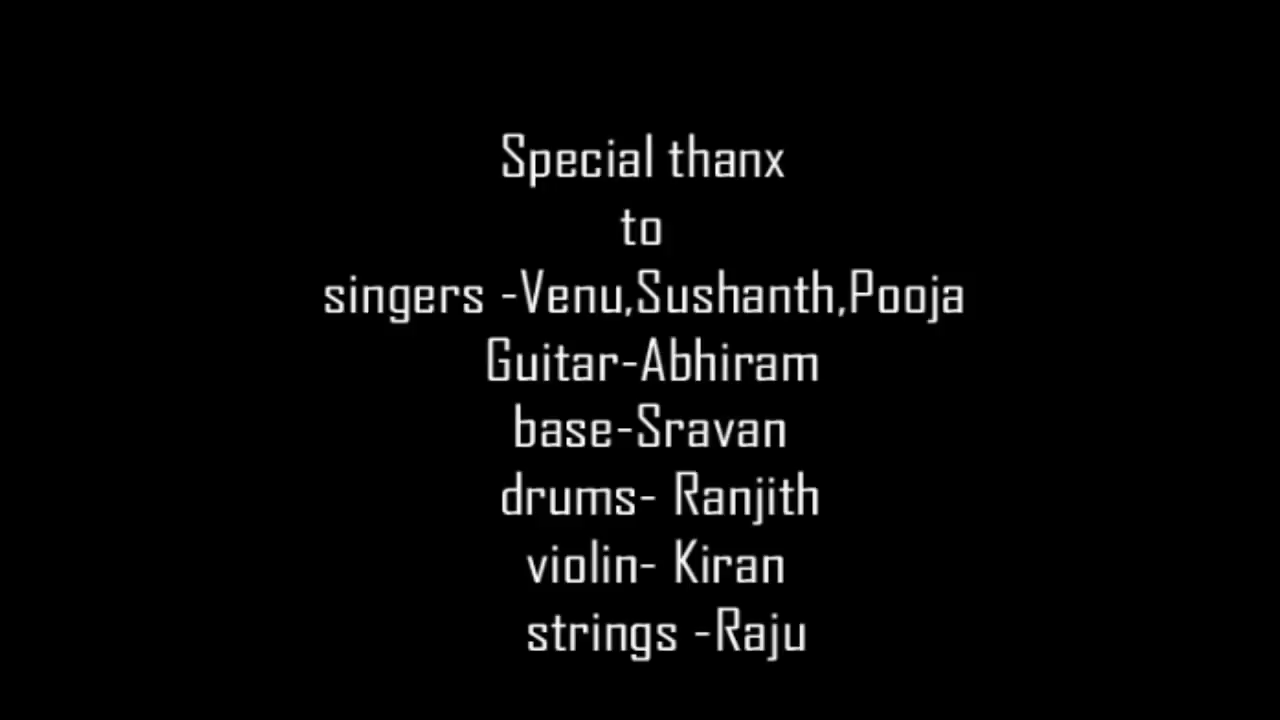 Special thanx
to
singers -Venu,Sushanth,Pooja
Guitar-Abhiram
base-Sravan
drums- Ranjith
violin- Kiran
strings -Raju